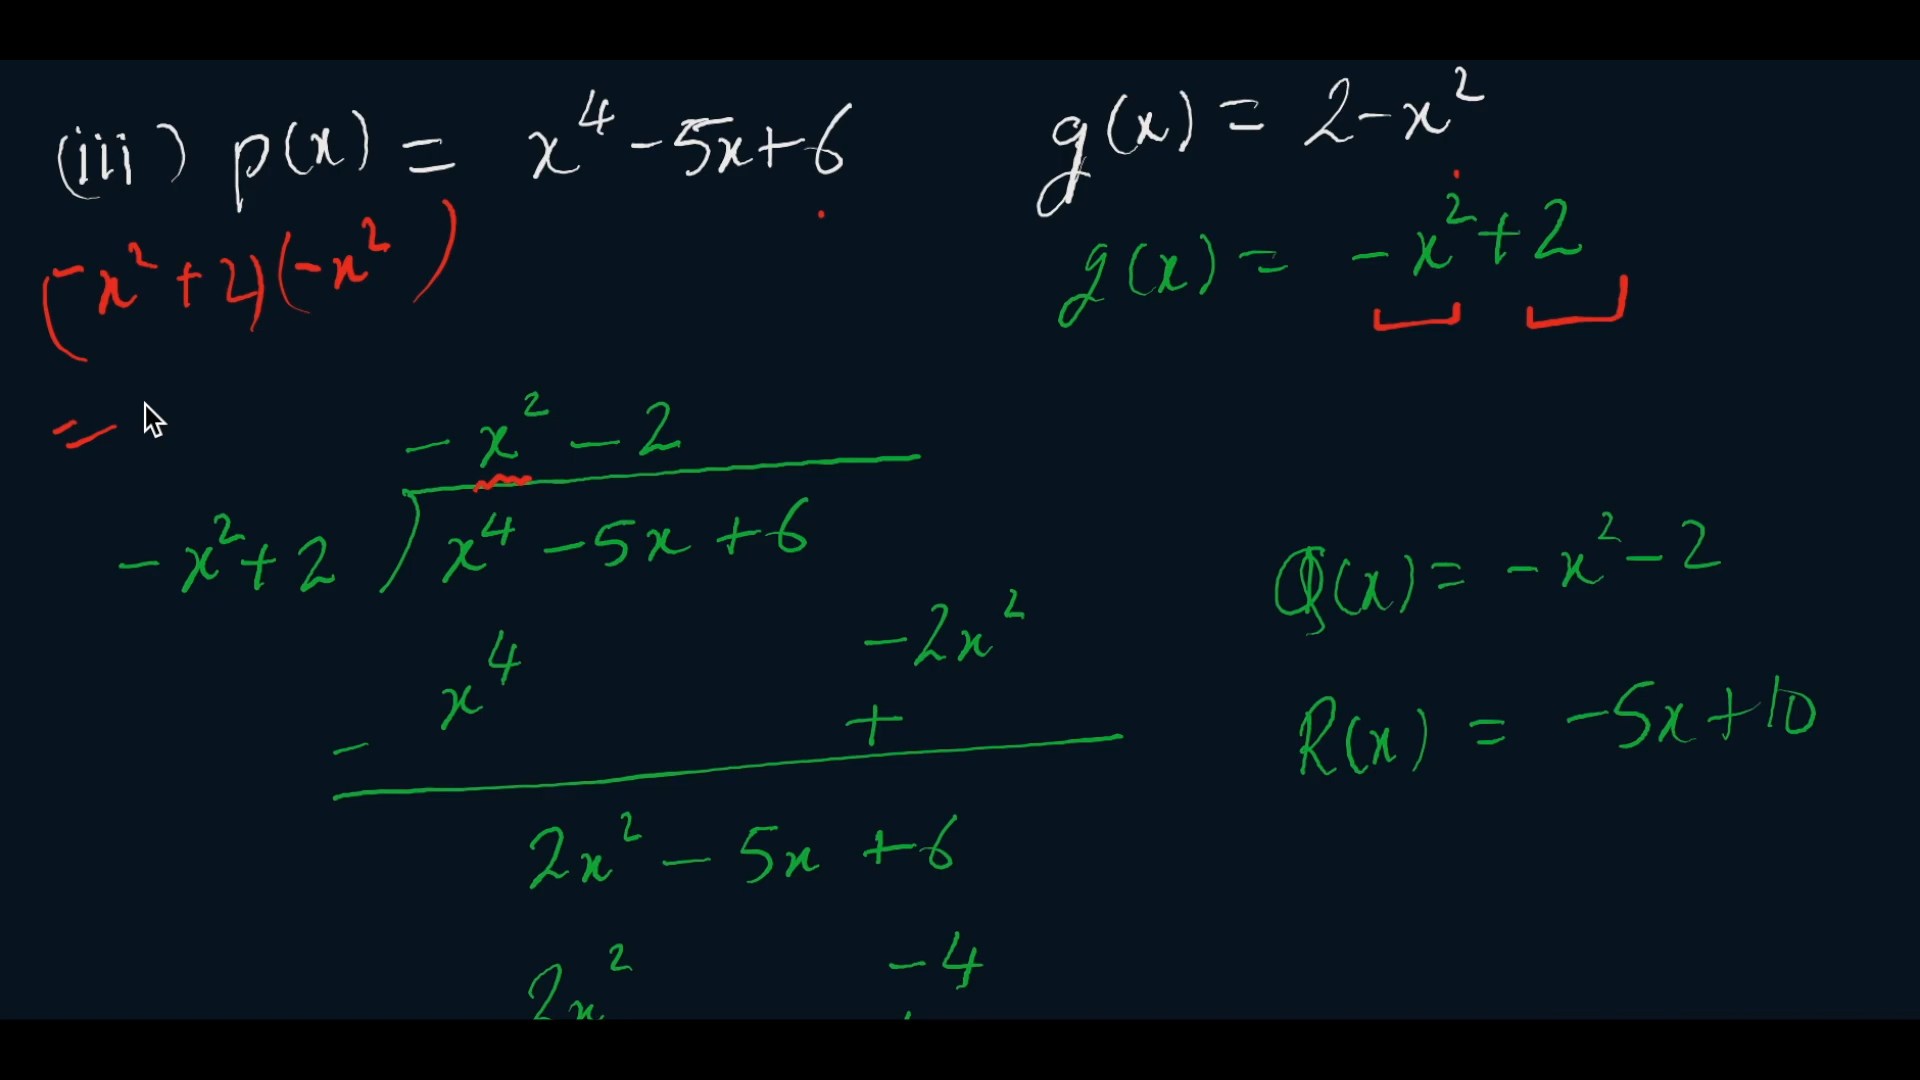 (iii) p(x) = x⁴ - 5x + 6
g(x) = 2 - x²
g(x) = -x² + 2
(-x² + 2)(-x² )
=
-x² - 2
-x² + 2 ) x⁴ - 5x + 6
x⁴ - 2x²
- +
2x² - 5x + 6
2x² - 4
Q(x) = -x² - 2
R(x) = -5x + 10